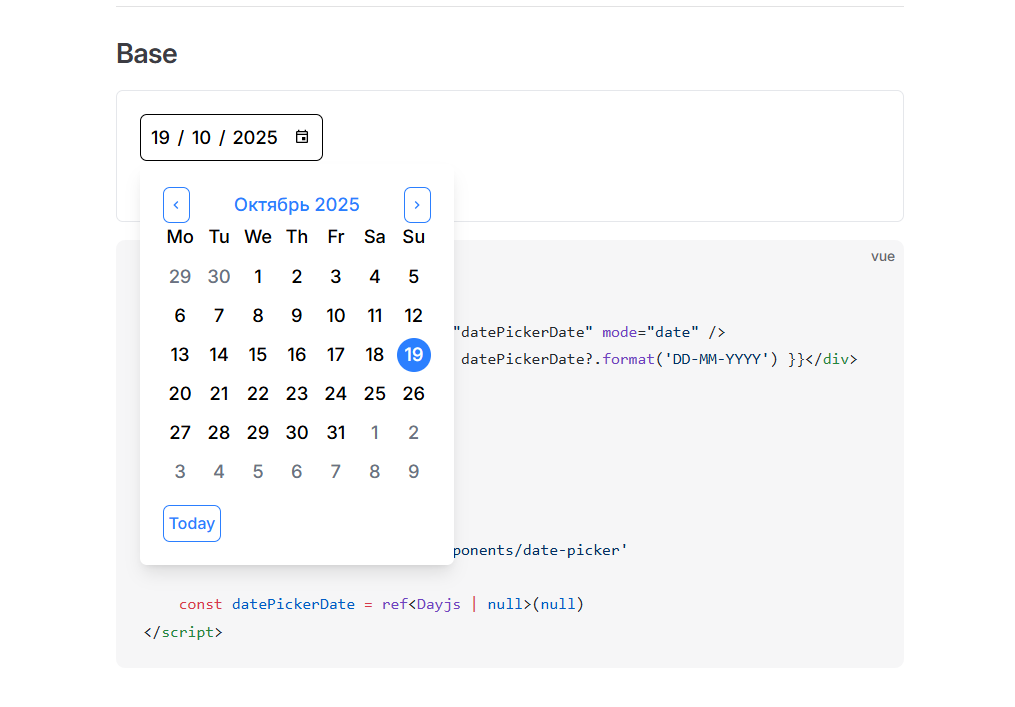 Base
19 / 10 / 2025
‹ Октябрь 2025 ›
Mo Tu We Th Fr Sa Su
29 30 1 2 3 4 5
6 7 8 9 10 11 12
13 14 15 16 17 18 19
20 21 22 23 24 25 26
27 28 29 30 31 1 2
3 4 5 6 7 8 9
Today
vue
"datePickerDate" mode="date" />
datePickerDate?.format('DD-MM-YYYY') }}</div>
ponents/date-picker'
const datePickerDate = ref<Dayjs | null>(null)
</script>